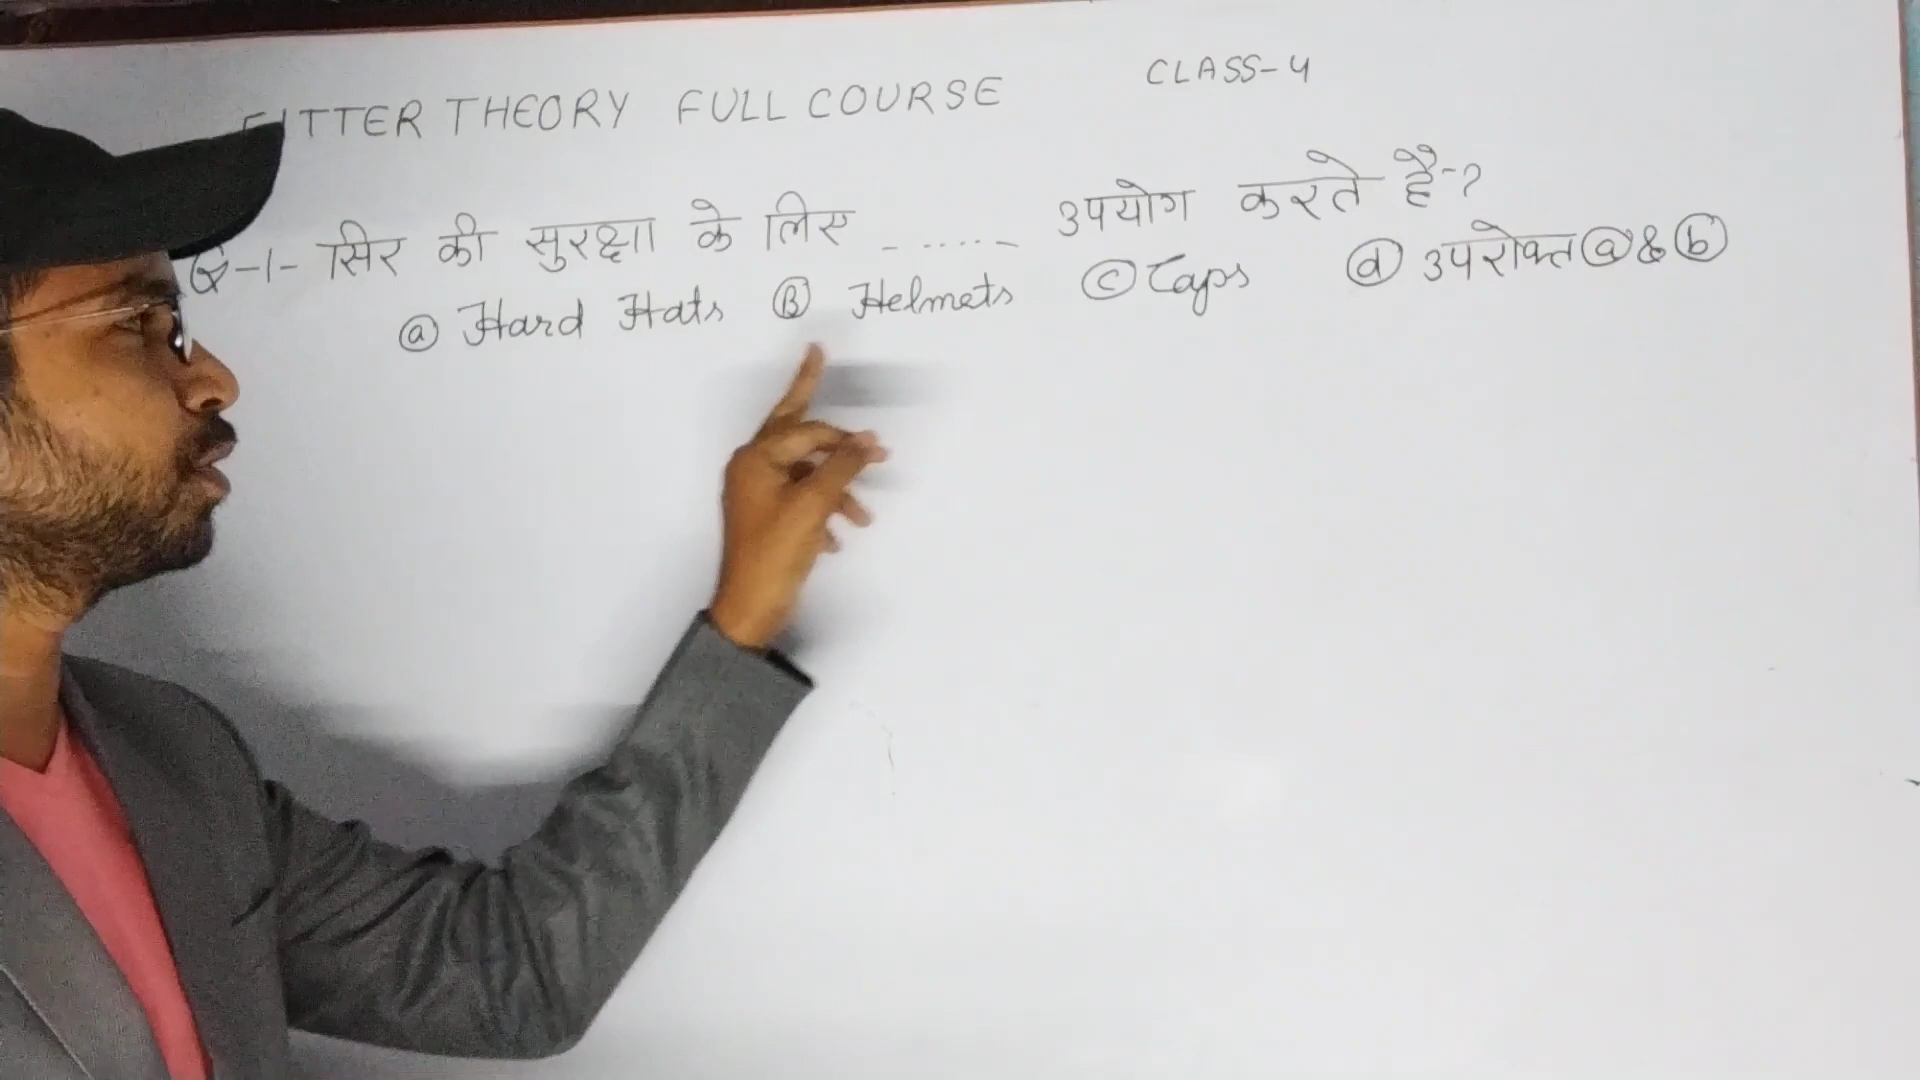 FITTER THEORY FULL COURSE CLASS-4
Q-1- सिर की सुरक्षा के लिए ------- उपयोग करते है-?
ⓐ Hard Hats Ⓑ Helmets ⓒ Caps ⓓ उपरोक्त ⓐ & ⓑ